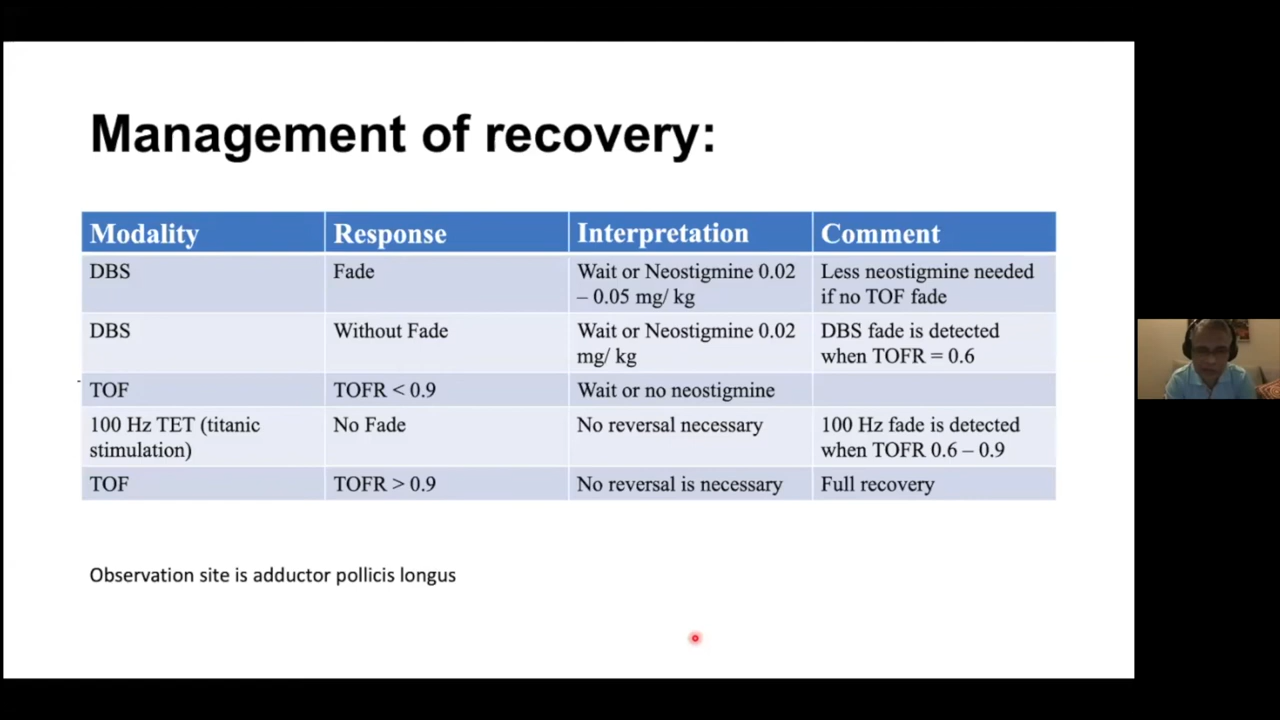 Management of recovery:
Modality Response Interpretation Comment
DBS Fade Wait or Neostigmine 0.02 Less neostigmine needed
– 0.05 mg/ kg if no TOF fade
DBS Without Fade Wait or Neostigmine 0.02 DBS fade is detected
mg/ kg when TOFR = 0.6
TOF TOFR < 0.9 Wait or no neostigmine
100 Hz TET (titanic No Fade No reversal necessary 100 Hz fade is detected
stimulation) when TOFR 0.6 – 0.9
TOF TOFR > 0.9 No reversal is necessary Full recovery
Observation site is adductor pollicis longus